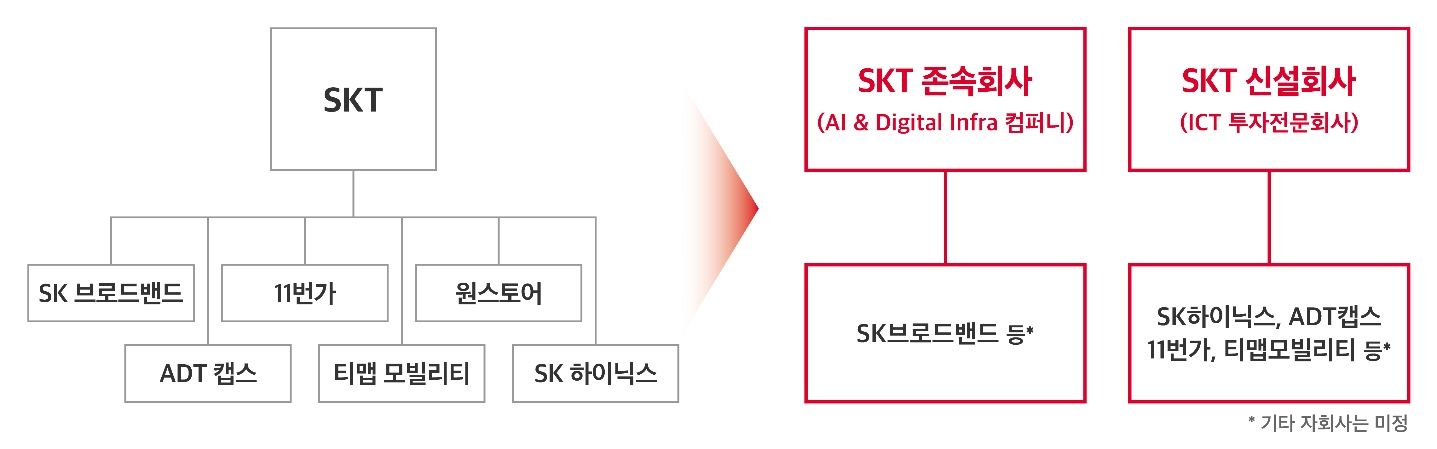 SKT
SK 브로드밴드
11번가
원스토어
ADT 캡스
티맵 모빌리티
SK 하이닉스
SKT 존속회사
(AI & Digital Infra 컴퍼니)
SK브로드밴드 등*
SKT 신설회사
(ICT 투자전문회사)
SK하이닉스, ADT캡스
11번가, 티맵모빌리티 등*
* 기타 자회사는 미정